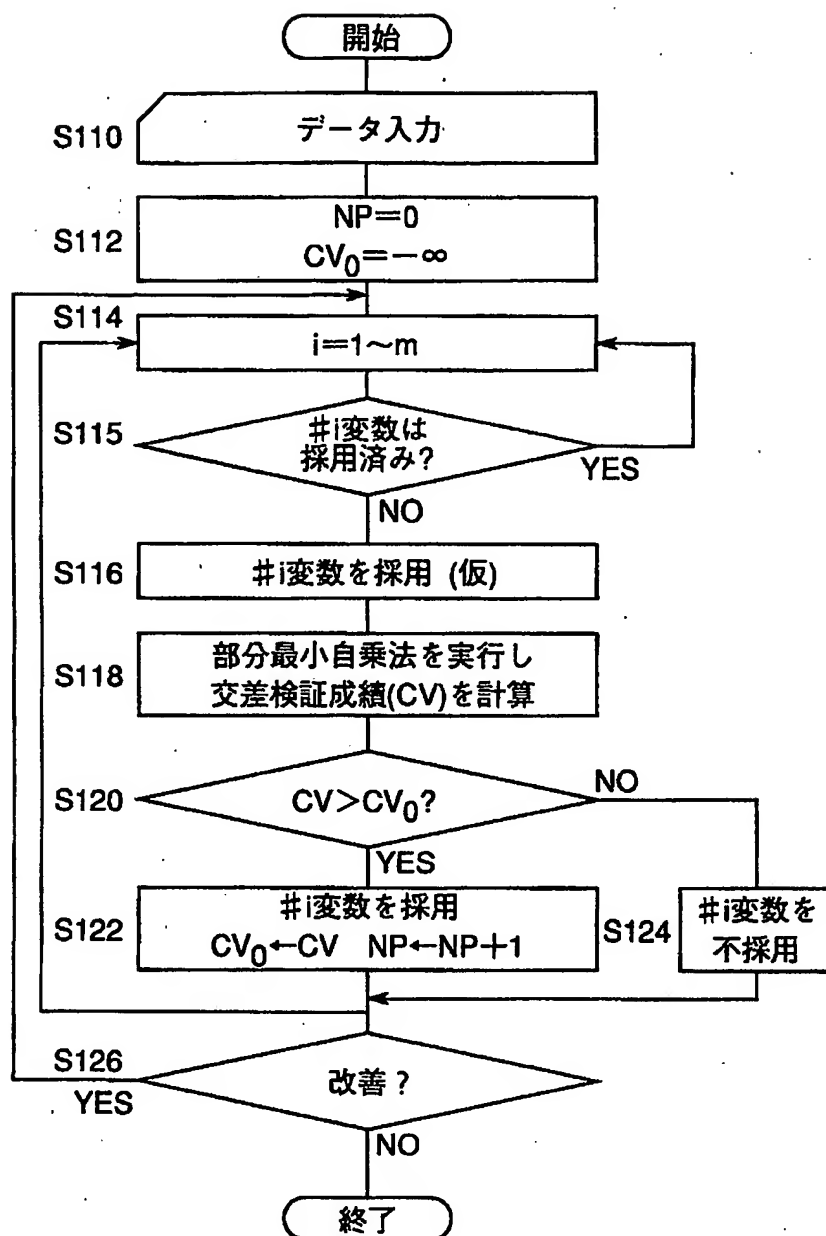 開始
S110
データ入力
S112
NP=0
CV₀=-∞
S114
i=1~m
S115
#i変数は
採用済み?
YES
NO
S116
#i変数を採用 (仮)
S118
部分最小自乗法を実行し
交差検証成績(CV)を計算
S120
CV>CV₀?
NO
YES
S122
#i変数を採用
CV₀←CV NP←NP+1
S124
#i変数を
不採用
S126
改善?
YES
NO
終了